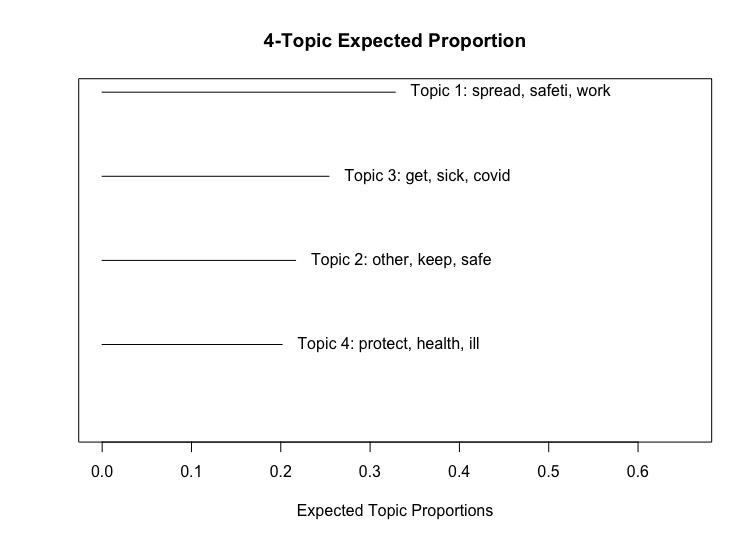 4-Topic Expected Proportion
Topic 1: spread, safeti, work
Topic 3: get, sick, covid
Topic 2: other, keep, safe
Topic 4: protect, health, ill
0.0 0.1 0.2 0.3 0.4 0.5 0.6
Expected Topic Proportions